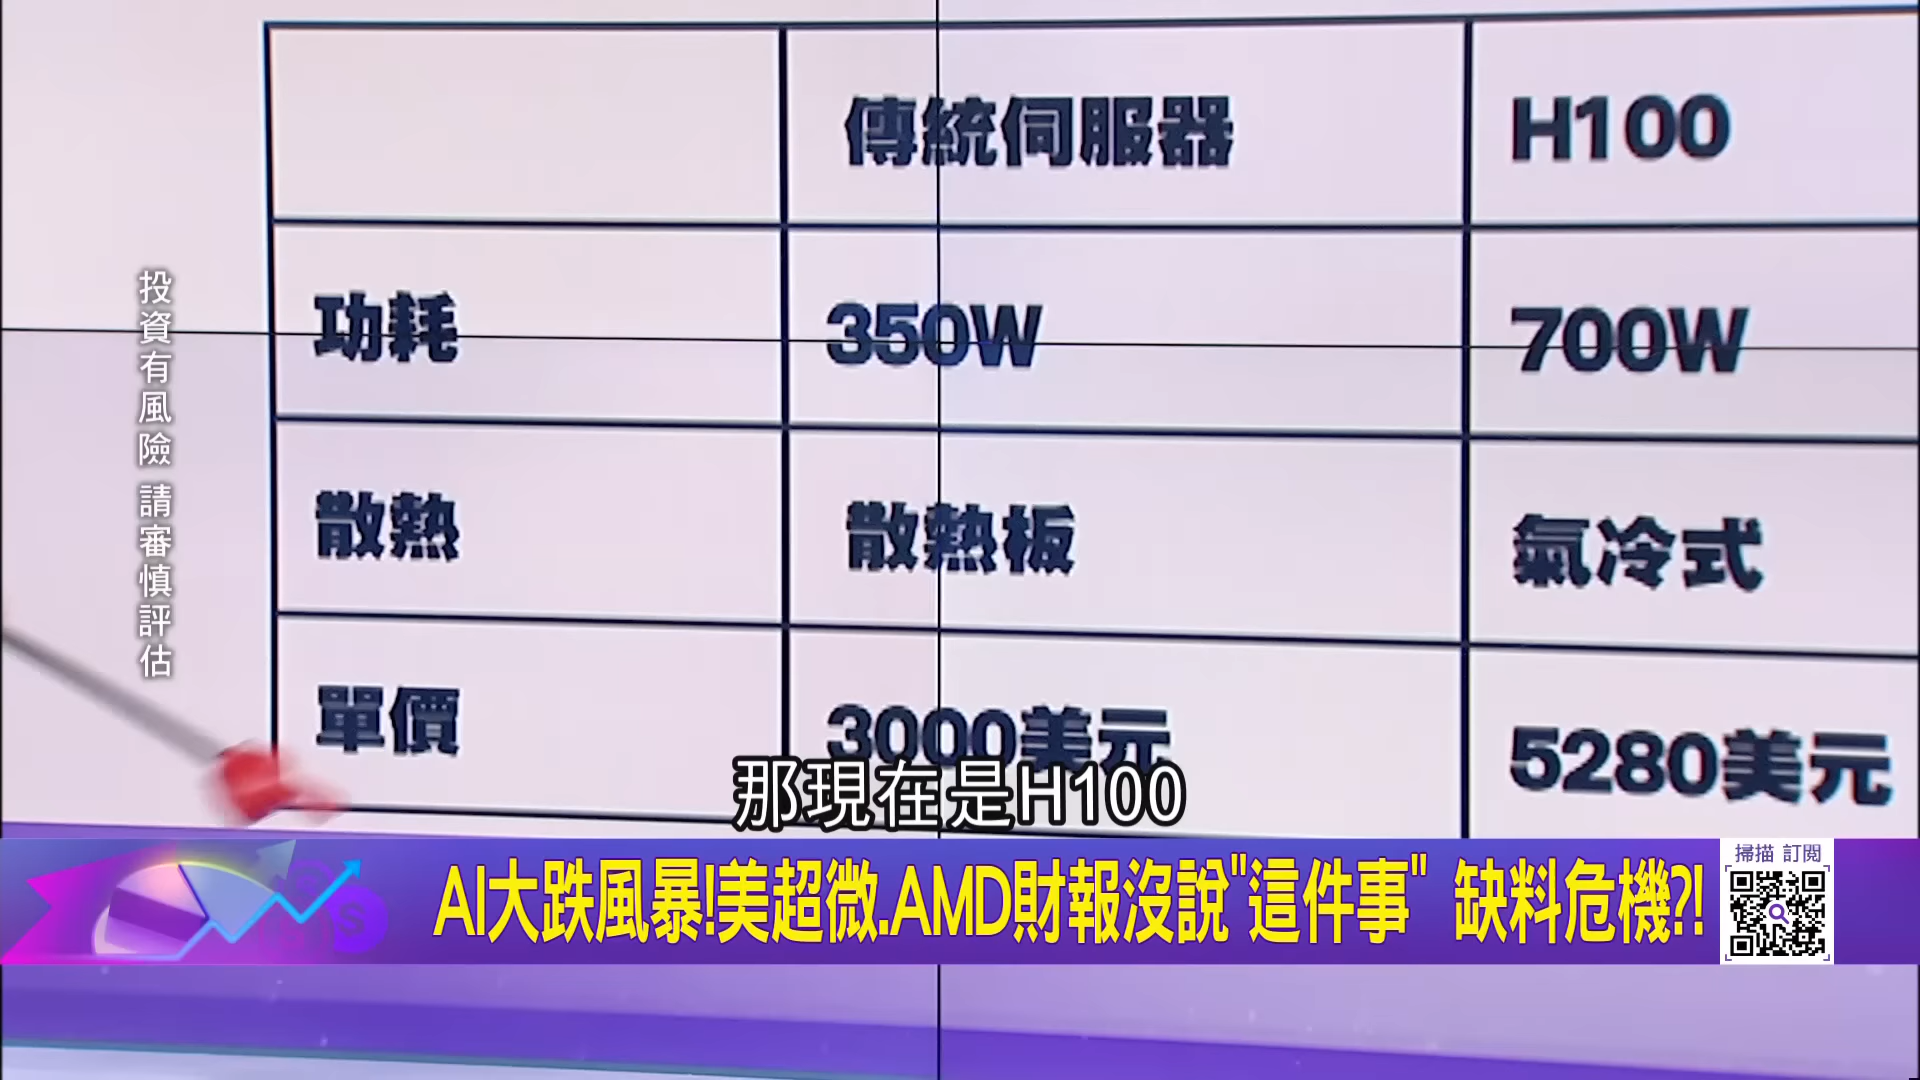 傳統伺服器 H100
功耗 350W 700W
散熱 散熱板 氣冷式
單價 3000美元 5280美元
投資有風險 請審慎評估
那現在是H100
AI大跌風暴!美超微.AMD財報沒說"這件事" 缺料危機?!
掃描 訂閱